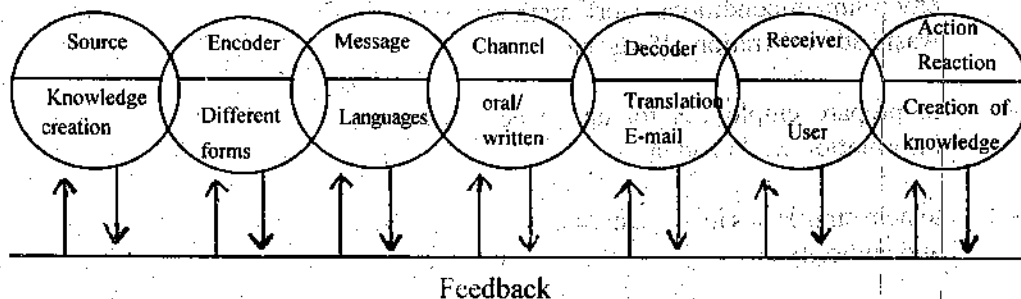 Source
Knowledge
creation
Encoder
Different
forms
Message
Languages
Channel
oral/
written
Decoder
Translation
E-mail
Receiver
User
Action
Reaction
Creation of
knowledge
Feedback